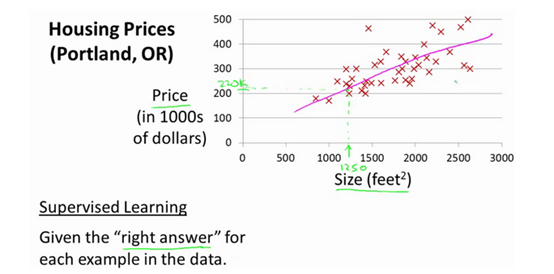 Housing Prices
(Portland, OR)
Price
(in 1000s
of dollars)
500
400
300
220k
200
100
0
0 500 1000 1500 2000 2500 3000
1250
Size (feet²)
Supervised Learning
Given the “right answer” for
each example in the data.